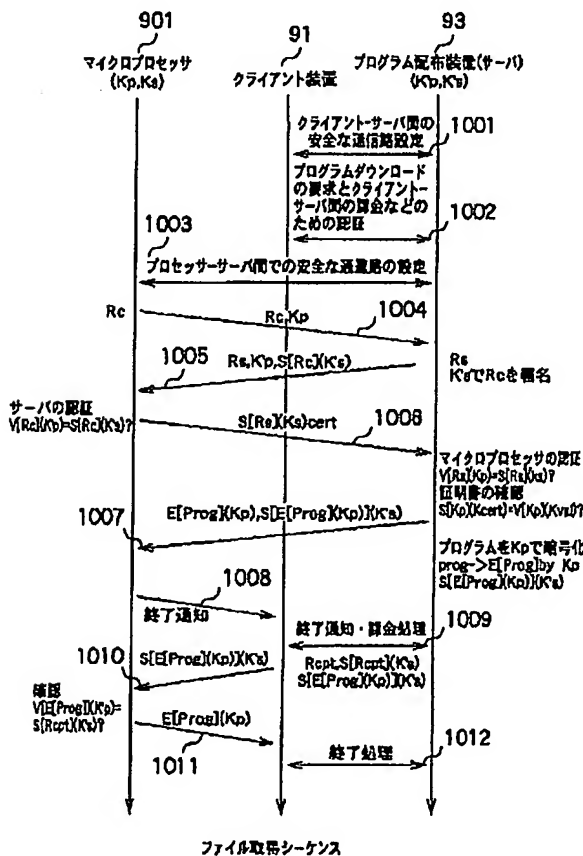 901
マイクロプロセッサ
(Kp,Ks)
91
クライアント装置
93
プログラム配布装置(サーバ)
(K'p,K's)
クライアント-サーバ間の
安全な通信路設定
1001
プログラムダウンロード
の要求とクライアント-
サーバ間の課金などの
ための認証
1002
1003
プロセッサ-サーバ間での安全な通信路の設定
Rc
Rc,Kp
1004
1005
Rs,K'p,S[Rc](K's)
Rs
K'sでRcを署名
サーバの認証
V[Rc](K'p)=S[Rc](K's)?
S[Rs](Ks)cert
1006
マイクロプロセッサの認証
V[Rs](Kp)=S[Rs](Ks)?
証明書の確認
E[Prog](Kp),S[E[Prog](Kp)](K's)
1007
プログラムをKpで暗号化
prog->E[Prog]by Kp
S[E[Prog](Kp)](K's)
1008
終了通知
終了通知・課金処理
1009
1010
S[E[Prog](Kp)](K's)
Rcpt,S[Rcpt](K's)
S[E[Prog](Kp)](K's)
確認
V[E[Prog](K'p)=
S[Rcpt](K's)?
E[Prog](Kp)
1011
終了処理
1012
ファイル取得シーケンス